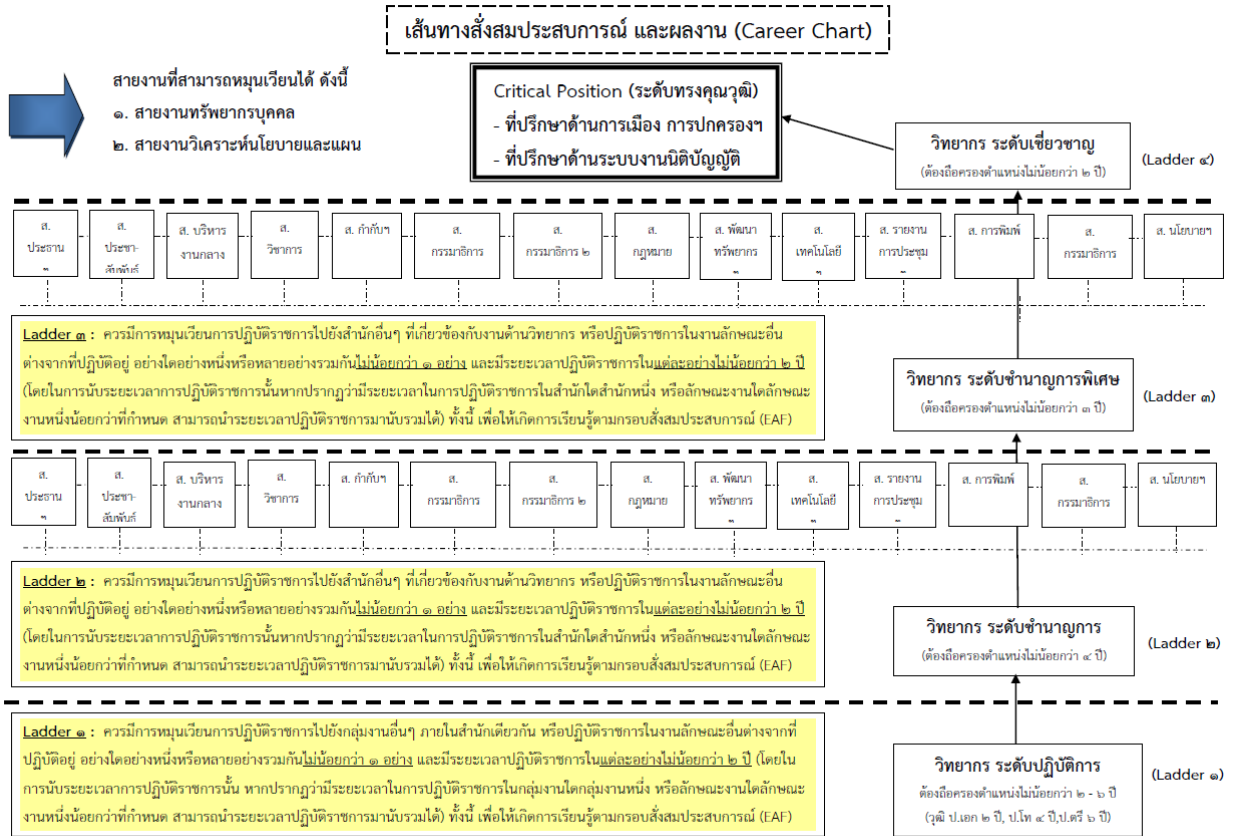 เส้นทางสั่งสมประสบการณ์ และผลงาน (Career Chart)
สายงานที่สามารถหมุนเวียนได้ ดังนี้
๑. สายงานทรัพยากรบุคคล
๒. สายงานวิเคราะห์นโยบายและแผน
Critical Position (ระดับทรงคุณวุฒิ)
- ที่ปรึกษาด้านการเมือง การปกครองฯ
- ที่ปรึกษาด้านระบบงานนิติบัญญัติ
วิทยากร ระดับเชี่ยวชาญ
(ต้องถือครองตำแหน่งไม่น้อยกว่า ๒ ปี)
(Ladder ๔)
ส.
ประธาน
ฯ
ส.
ประชา-
สัมพันธ์
ส. บริหาร
งานกลาง
ส.
วิชาการ
ส. กำกับฯ
ส.
กรรมาธิการ
ส.
กรรมาธิการ ๒
ส.
กฎหมาย
ส. พัฒนา
ทรัพยากร
ฯ
ส.
เทคโนโลยี
ฯ
ส. รายงาน
การประชุม
ส. การพิมพ์
ส.
กรรมาธิการ
ส. นโยบายฯ
Ladder ๓ : ควรมีการหมุนเวียนการปฏิบัติราชการไปยังสำนักอื่นๆ ที่เกี่ยวข้องกับงานด้านวิทยากร หรือปฏิบัติราชการในงานลักษณะอื่น
ต่างจากที่ปฏิบัติอยู่ อย่างใดอย่างหนึ่งหรือหลายอย่างรวมกันไม่น้อยกว่า ๑ อย่าง และมีระยะเวลาปฏิบัติราชการในแต่ละอย่างไม่น้อยกว่า ๒ ปี
(โดยในการนับระยะเวลาการปฏิบัติราชการนั้นหากปรากฏว่ามีระยะเวลาในการปฏิบัติราชการในสำนักใดสำนักหนึ่ง หรือลักษณะงานใดลักษณะ
งานหนึ่งน้อยกว่าที่กำหนด สามารถนำระยะเวลาปฏิบัติราชการมานับรวมได้) ทั้งนี้ เพื่อให้เกิดการเรียนรู้ตามกรอบสั่งสมประสบการณ์ (EAF)
วิทยากร ระดับชำนาญการพิเศษ
(ต้องถือครองตำแหน่งไม่น้อยกว่า ๓ ปี)
(Ladder ๓)
ส.
ประธาน
ฯ
ส.
ประชา-
สัมพันธ์
ส. บริหาร
งานกลาง
ส.
วิชาการ
ส. กำกับฯ
ส.
กรรมาธิการ
ส.
กรรมาธิการ ๒
ส.
กฎหมาย
ส. พัฒนา
ทรัพยากร
ฯ
ส.
เทคโนโลยี
ฯ
ส. รายงาน
การประชุม
ส. การพิมพ์
ส.
กรรมาธิการ
ส. นโยบายฯ
Ladder ๒ : ควรมีการหมุนเวียนการปฏิบัติราชการไปยังสำนักอื่นๆ ที่เกี่ยวข้องกับงานด้านวิทยากร หรือปฏิบัติราชการในงานลักษณะอื่น
ต่างจากที่ปฏิบัติอยู่ อย่างใดอย่างหนึ่งหรือหลายอย่างรวมกันไม่น้อยกว่า ๑ อย่าง และมีระยะเวลาปฏิบัติราชการในแต่ละอย่างไม่น้อยกว่า ๒ ปี
(โดยในการนับระยะเวลาการปฏิบัติราชการนั้นหากปรากฏว่ามีระยะเวลาในการปฏิบัติราชการในสำนักใดสำนักหนึ่ง หรือลักษณะงานใดลักษณะ
งานหนึ่งน้อยกว่าที่กำหนด สามารถนำระยะเวลาปฏิบัติราชการมานับรวมได้) ทั้งนี้ เพื่อให้เกิดการเรียนรู้ตามกรอบสั่งสมประสบการณ์ (EAF)
วิทยากร ระดับชำนาญการ
(ต้องถือครองตำแหน่งไม่น้อยกว่า ๔ ปี)
(Ladder ๒)
Ladder ๑ : ควรมีการหมุนเวียนการปฏิบัติราชการไปยังกลุ่มงานอื่นๆ ภายในสำนักเดียวกัน หรือปฏิบัติราชการในงานลักษณะอื่นต่างจากที่
ปฏิบัติอยู่ อย่างใดอย่างหนึ่งหรือหลายอย่างรวมกันไม่น้อยกว่า ๑ อย่าง และมีระยะเวลาปฏิบัติราชการในแต่ละอย่างไม่น้อยกว่า ๒ ปี (โดยใน
การนับระยะเวลาการปฏิบัติราชการนั้น หากปรากฏว่ามีระยะเวลาในการปฏิบัติราชการในกลุ่มงานใดกลุ่มงานหนึ่ง หรือลักษณะงานใดลักษณะ
งานหนึ่งน้อยกว่าที่กำหนด สามารถนำระยะเวลาปฏิบัติราชการมานับรวมได้) ทั้งนี้ เพื่อให้เกิดการเรียนรู้ตามกรอบสั่งสมประสบการณ์ (EAF)
วิทยากร ระดับปฏิบัติการ
ต้องถือครองตำแหน่งไม่น้อยกว่า ๒ - ๖ ปี
(วุฒิ ป.เอก ๒ ปี, ป.โท ๔ ปี,ป.ตรี ๖ ปี)
(Ladder ๑)